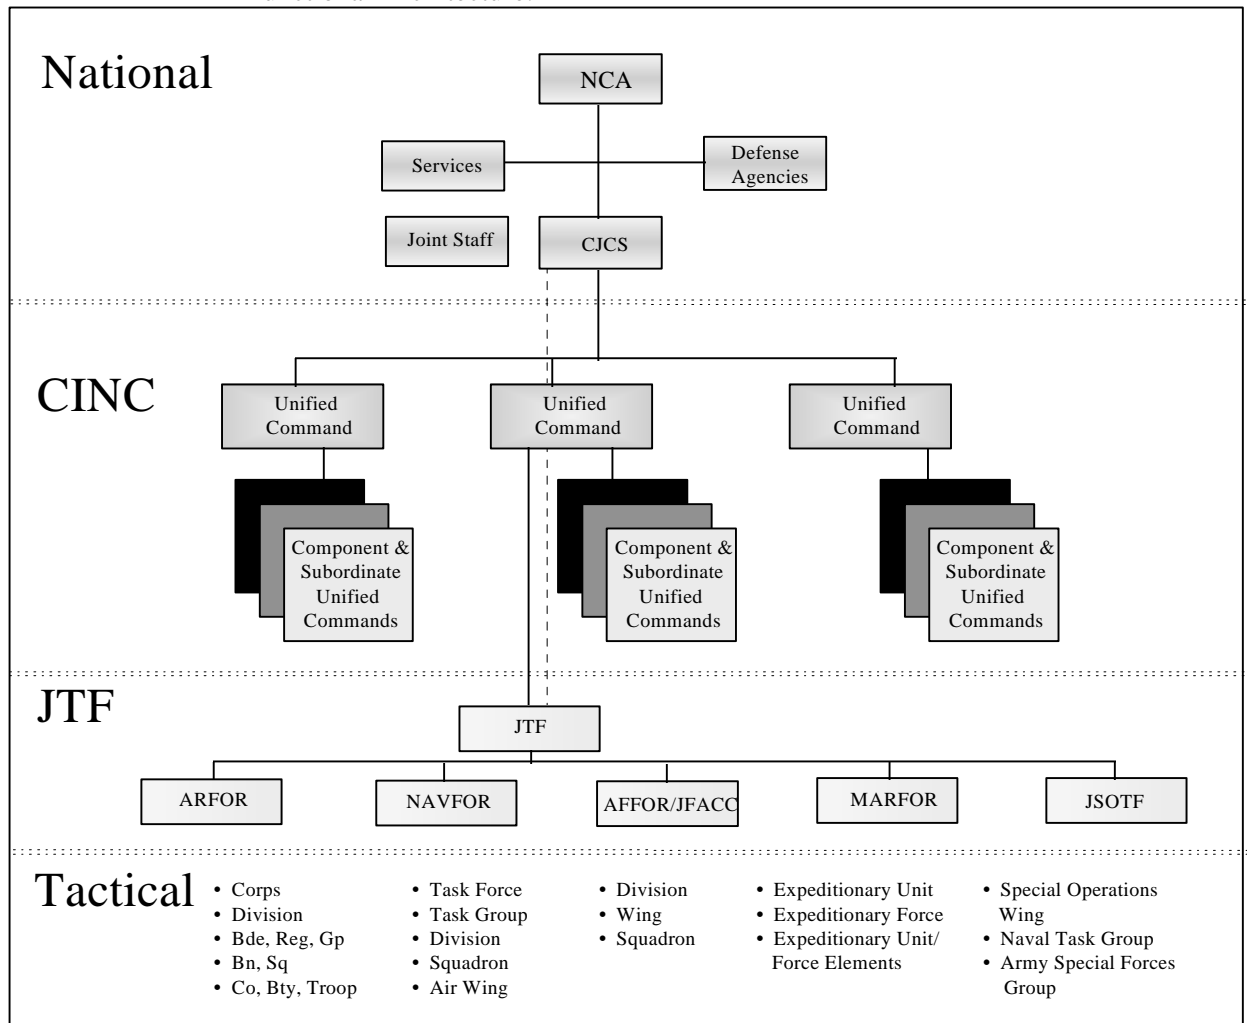 National
NCA
Services
Defense
Agencies
Joint Staff
CJCS
CINC
Unified
Command
Unified
Command
Unified
Command
Component &
Subordinate
Unified
Commands
Component &
Subordinate
Unified
Commands
Component &
Subordinate
Unified
Commands
JTF
JTF
ARFOR
NAVFOR
AFFOR/JFACC
MARFOR
JSOTF
Tactical
• Corps
• Division
• Bde, Reg, Gp
• Bn, Sq
• Co, Bty, Troop
• Task Force
• Task Group
• Division
• Squadron
• Air Wing
• Division
• Wing
• Squadron
• Expeditionary Unit
• Expeditionary Force
• Expeditionary Unit/
Force Elements
• Special Operations
Wing
• Naval Task Group
• Army Special Forces
Group